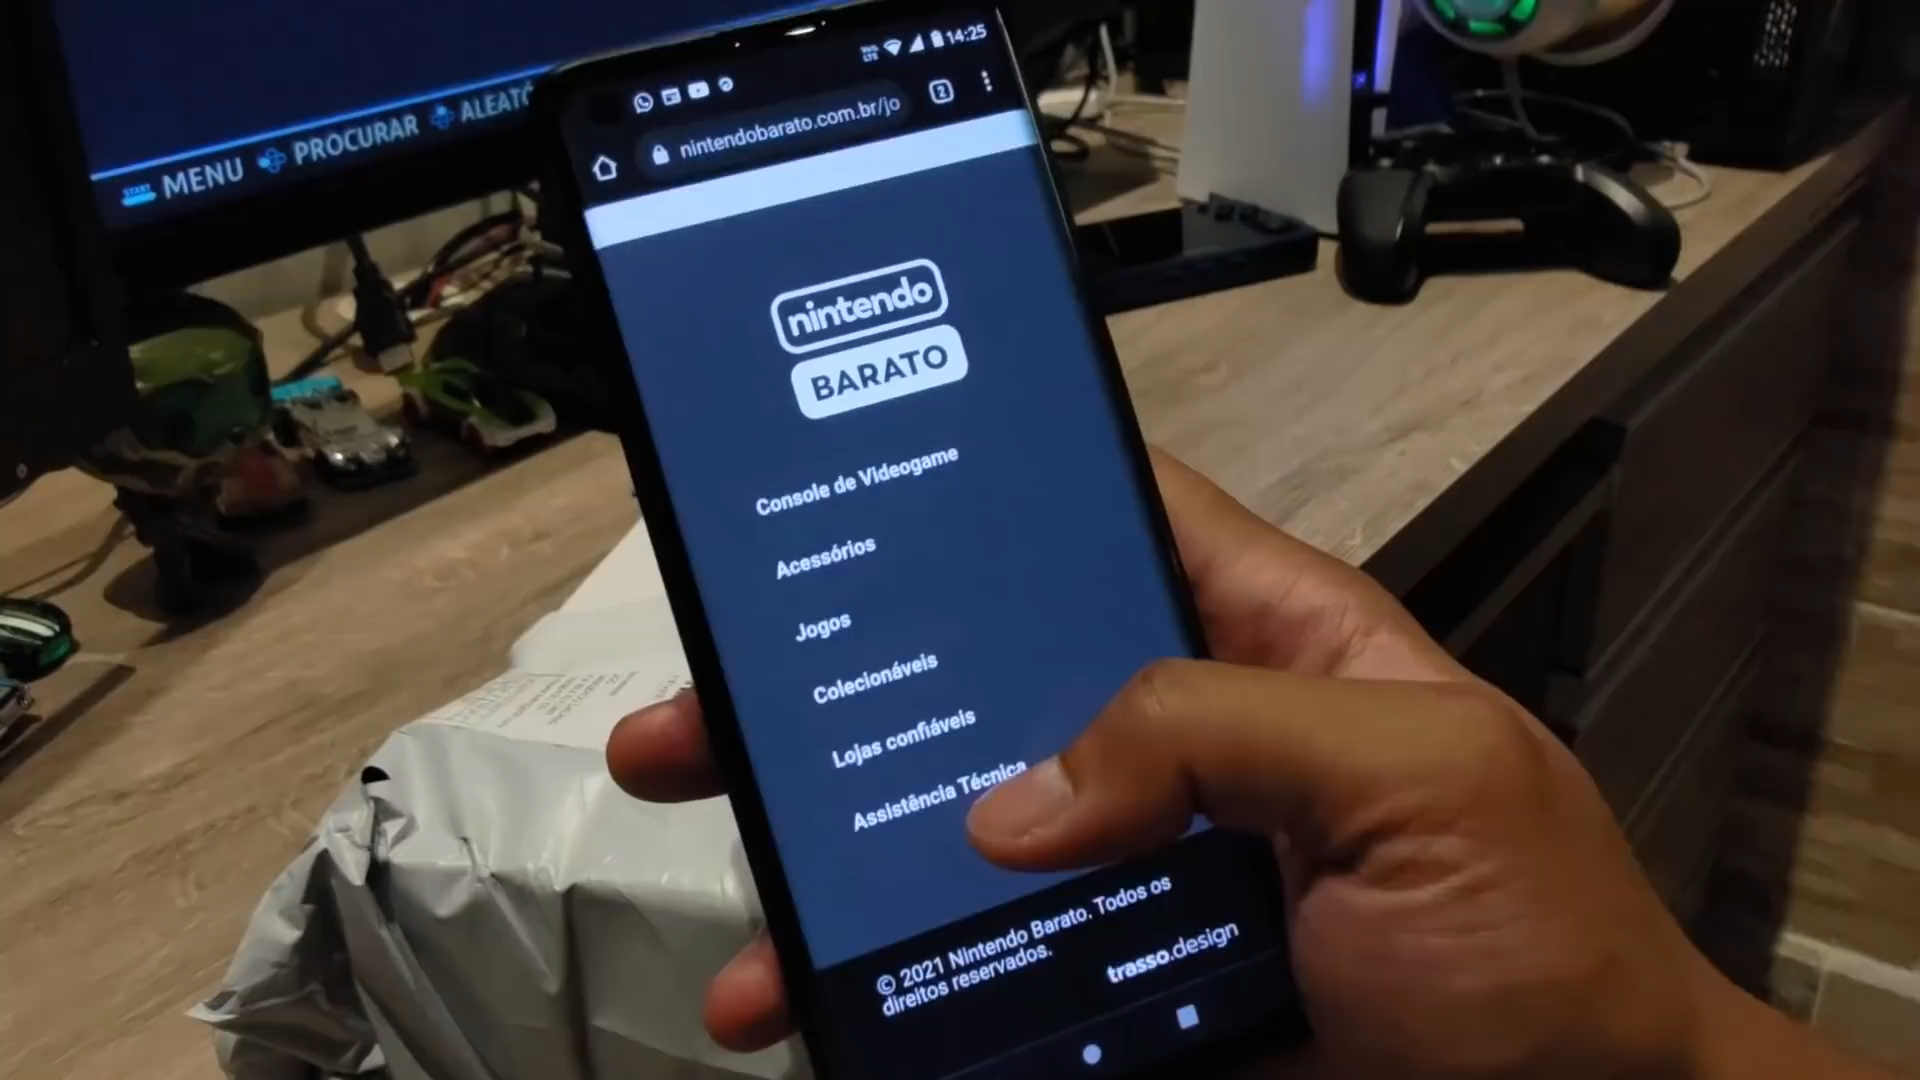 MENU PROCURAR ALEATÓ
14:25
nintendobarato.com.br/jo
2
nintendo
BARATO
Console de Videogame
Acessórios
Jogos
Colecionáveis
Lojas confiáveis
Assistência Técnica
© 2021 Nintendo Barato. Todos os
direitos reservados.
trasso.design